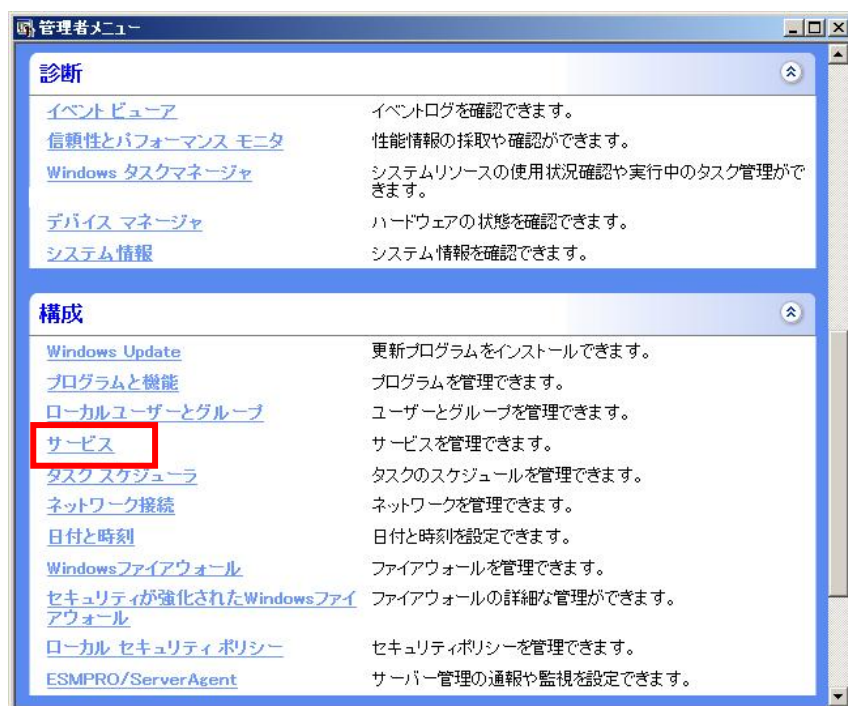 管理者メニュー
診断
イベント ビューア イベントログを確認できます。
信頼性とパフォーマンス モニタ 性能情報の採取や確認ができます。
Windows タスクマネージャ システムリソースの使用状況確認や実行中のタスク管理がで
きます。
デバイス マネージャ ハードウェアの状態を確認できます。
システム情報 システム情報を確認できます。
構成
Windows Update 更新プログラムをインストールできます。
プログラムと機能 プログラムを管理できます。
ローカルユーザーとグループ ユーザーとグループを管理できます。
サービス サービスを管理できます。
タスク スケジューラ タスクのスケジュールを管理できます。
ネットワーク接続 ネットワークを管理できます。
日付と時刻 日付と時刻を設定できます。
Windowsファイアウォール ファイアウォールを管理できます。
セキュリティが強化されたWindowsファイ ファイアウォールの詳細な管理ができます。
アウォール
ローカル セキュリティ ポリシー セキュリティポリシーを管理できます。
ESMPRO/ServerAgent サーバー管理の通報や監視を設定できます。